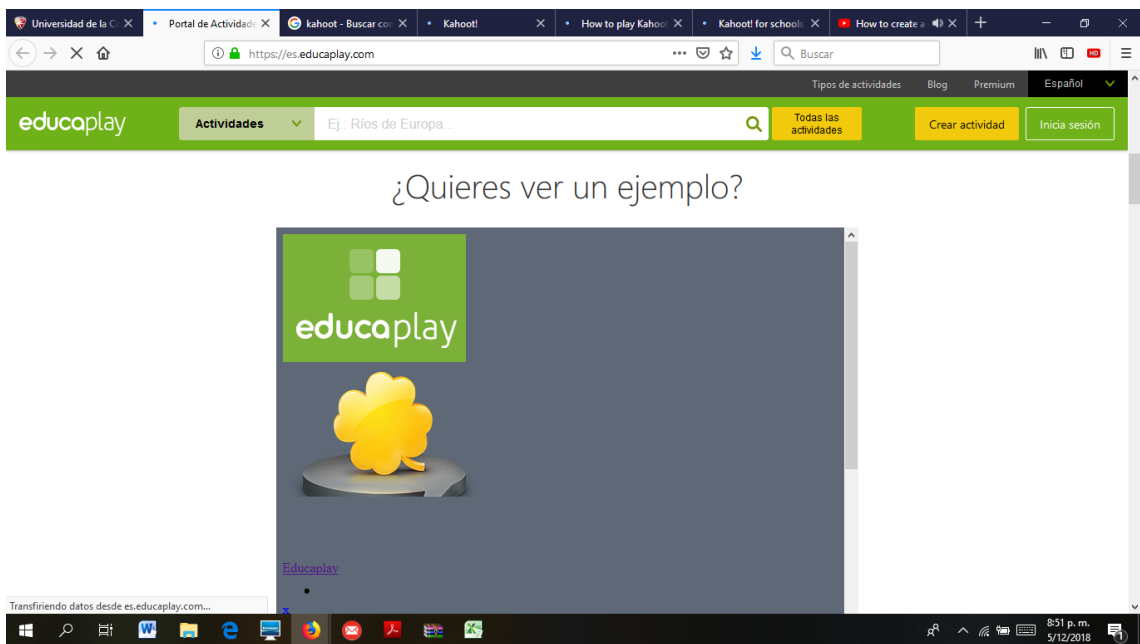 Universidad de la C
Portal de Actividade
kahoot - Buscar con
Kahoot!
How to play Kahoot
Kahoot! for schools
How to create a
https://es.educaplay.com
Buscar
HD
Tipos de actividades Blog Premium Español
educaplay Actividades Ej.: Ríos de Europa... Todas las actividades Crear actividad Inicia sesión
¿Quieres ver un ejemplo?
educaplay
Educaplay
x
Transfiriendo datos desde es.educaplay.com...
8:51 p. m.
5/12/2018